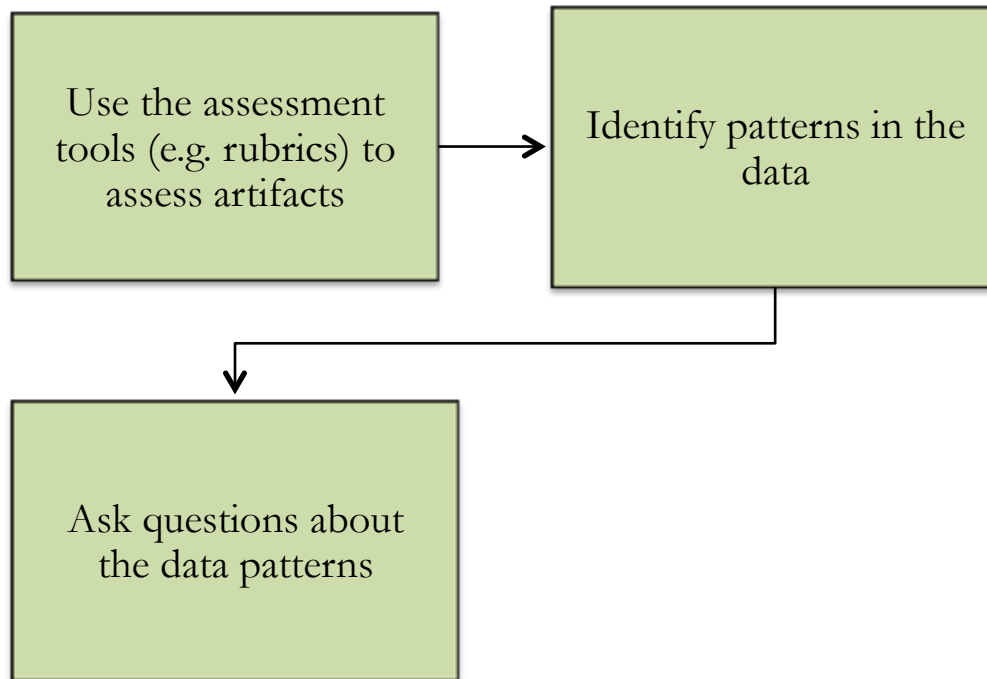 Use the assessment
tools (e.g. rubrics) to
assess artifacts
Identify patterns in the
data
Ask questions about
the data patterns